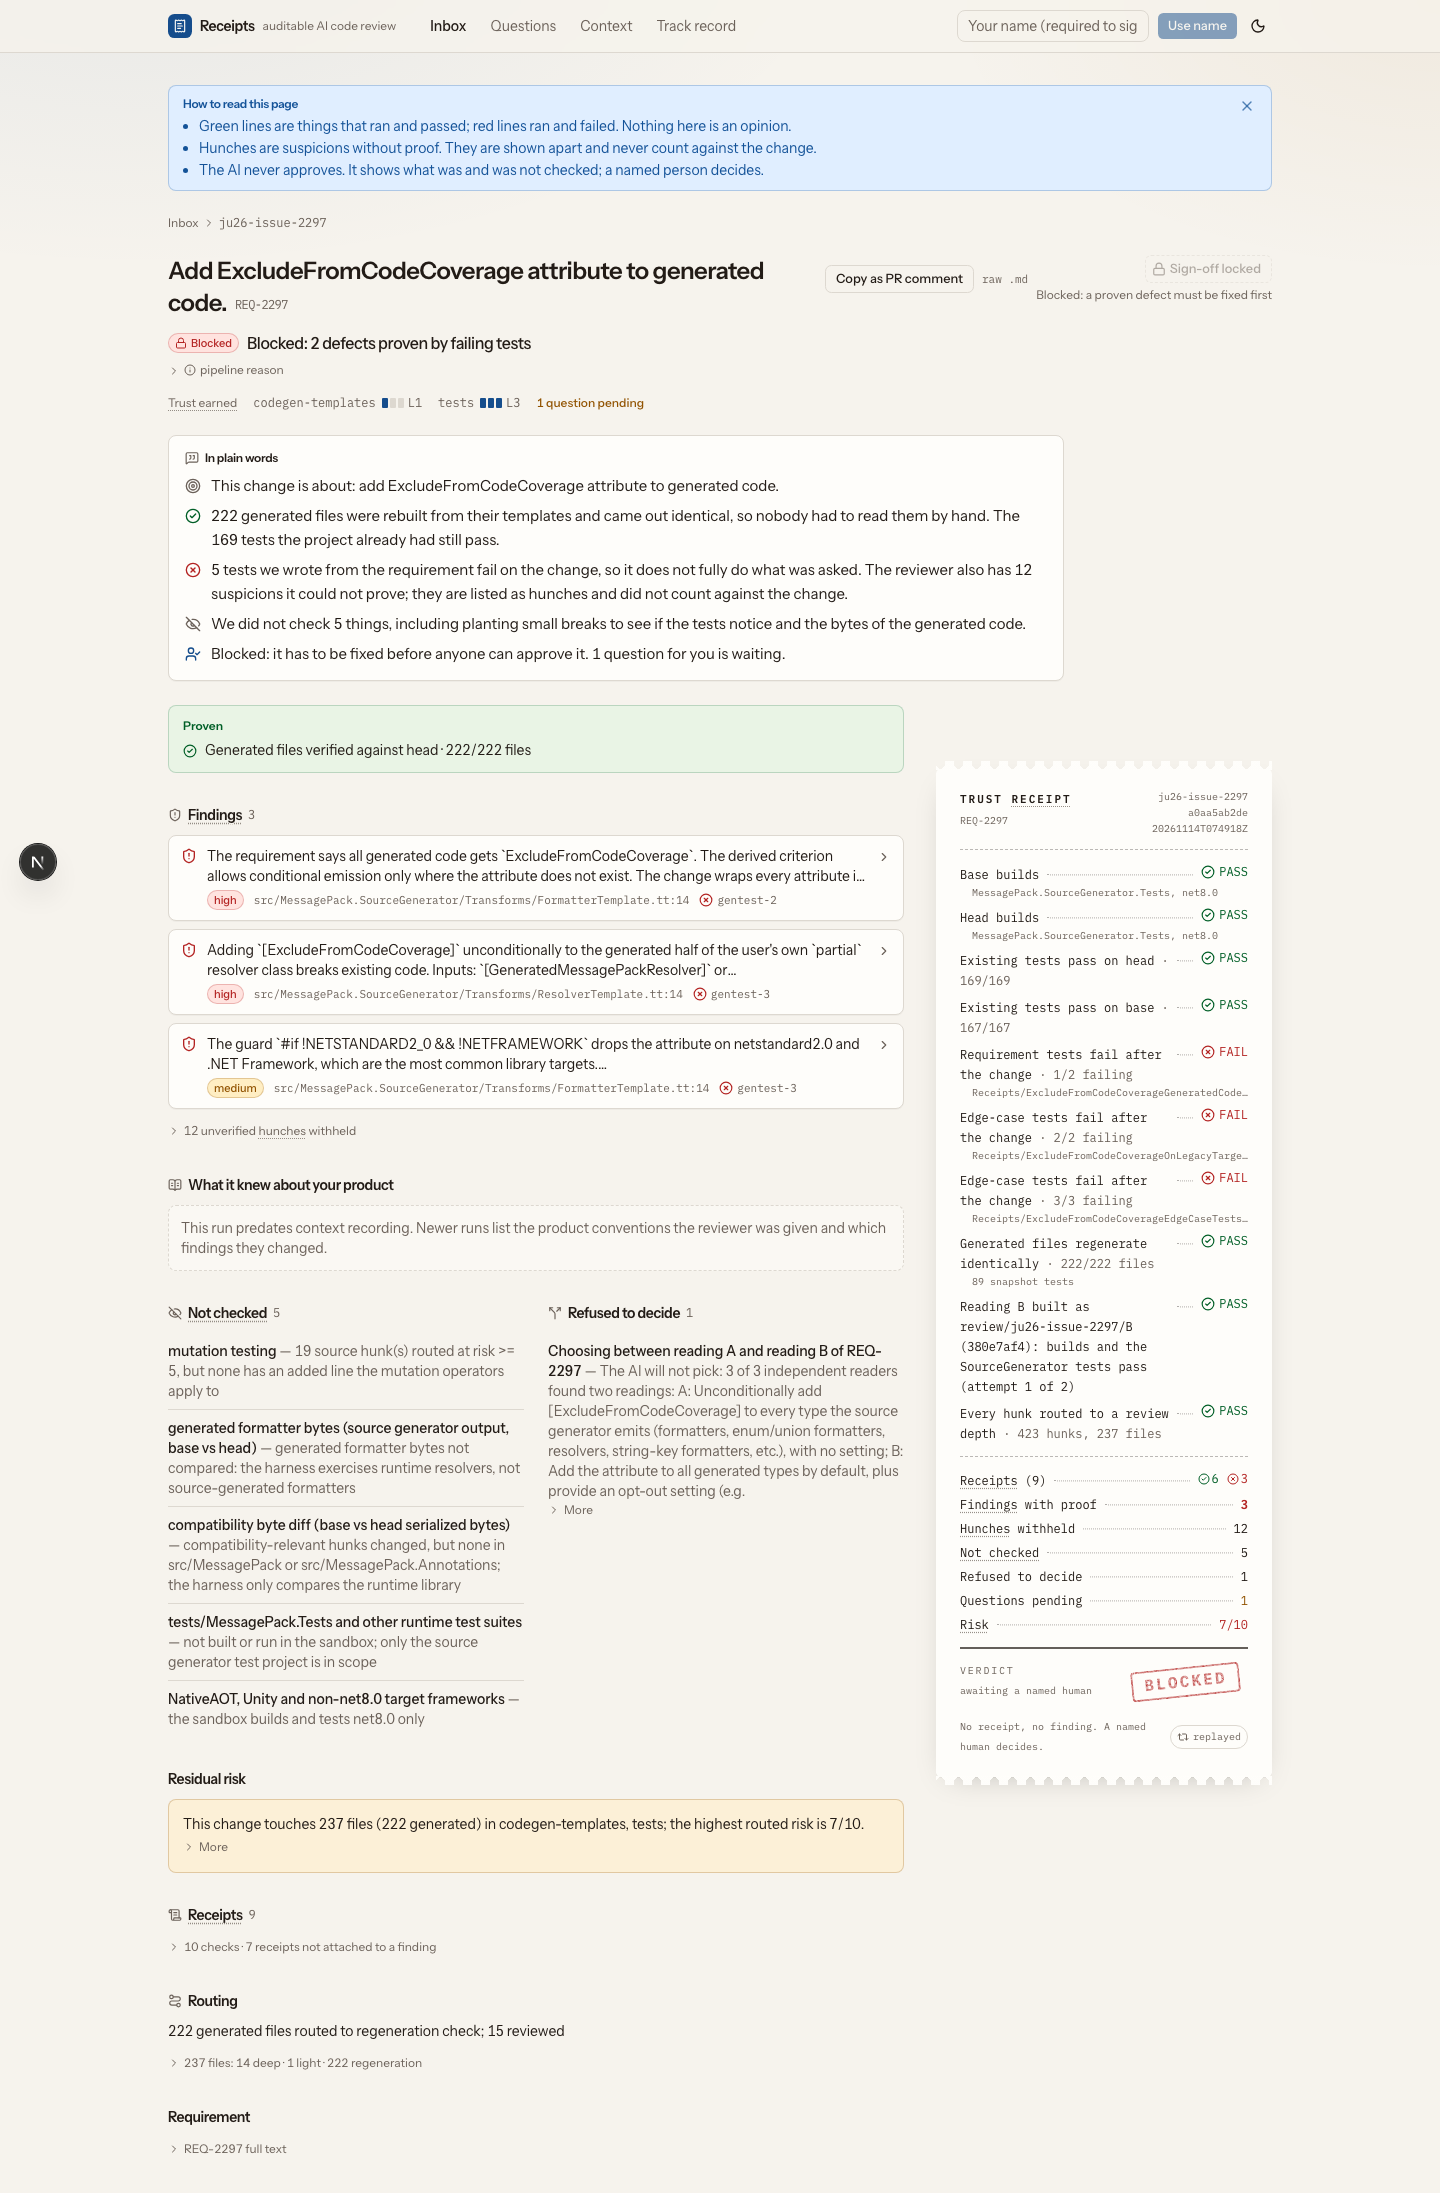 Receipts auditable AI code review Inbox Questions Context Track record Your name (required to sig Use name
How to read this page
Green lines are things that ran and passed; red lines ran and failed. Nothing here is an opinion.
Hunches are suspicions without proof. They are shown apart and never count against the change.
The AI never approves. It shows what was and was not checked; a named person decides.
Inbox > ju26-issue-2297
Add ExcludeFromCodeCoverage attribute to generated
code. REQ-2297
Copy as PR comment raw .md
Sign-off locked
Blocked: a proven defect must be fixed first
Blocked Blocked: 2 defects proven by failing tests
pipeline reason
Trust earned codegen-templates L1 tests L3 1 question pending
In plain words
This change is about: add ExcludeFromCodeCoverage attribute to generated code.
222 generated files were rebuilt from their templates and came out identical, so nobody had to read them by hand. The
169 tests the project already had still pass.
5 tests we wrote from the requirement fail on the change, so it does not fully do what was asked. The reviewer also has 12
suspicions it could not prove; they are listed as hunches and did not count against the change.
We did not check 5 things, including planting small breaks to see if the tests notice and the bytes of the generated code.
Blocked: it has to be fixed before anyone can approve it. 1 question for you is waiting.
Proven
Generated files verified against head · 222/222 files
Findings 3
The requirement says all generated code gets `ExcludeFromCodeCoverage`. The derived criterion
allows conditional emission only where the attribute does not exist. The change wraps every attribute i…
high src/MessagePack.SourceGenerator/Transforms/FormatterTemplate.tt:14 gentest-2
Adding `[ExcludeFromCodeCoverage]` unconditionally to the generated half of the user's own `partial`
resolver class breaks existing code. Inputs: `[GeneratedMessagePackResolver]` or…
high src/MessagePack.SourceGenerator/Transforms/ResolverTemplate.tt:14 gentest-3
The guard `#if !NETSTANDARD2_0 && !NETFRAMEWORK` drops the attribute on netstandard2.0 and
.NET Framework, which are the most common library targets.…
medium src/MessagePack.SourceGenerator/Transforms/FormatterTemplate.tt:14 gentest-3
12 unverified hunches withheld
What it knew about your product
This run predates context recording. Newer runs list the product conventions the reviewer was given and which
findings they changed.
Not checked 5
mutation testing — 19 source hunk(s) routed at risk >=
5, but none has an added line the mutation operators
apply to
generated formatter bytes (source generator output,
base vs head) — generated formatter bytes not
compared: the harness exercises runtime resolvers, not
source-generated formatters
compatibility byte diff (base vs head serialized bytes)
— compatibility-relevant hunks changed, but none in
src/MessagePack or src/MessagePack.Annotations;
the harness only compares the runtime library
tests/MessagePack.Tests and other runtime test suites
— not built or run in the sandbox; only the source
generator test project is in scope
NativeAOT, Unity and non-net8.0 target frameworks —
the sandbox builds and tests net8.0 only
Refused to decide 1
Choosing between reading A and reading B of REQ-
2297 — The AI will not pick: 3 of 3 independent readers
found two readings: A: Unconditionally add
[ExcludeFromCodeCoverage] to every type the source
generator emits (formatters, enum/union formatters,
resolvers, string-key formatters, etc.), with no setting; B:
Add the attribute to all generated types by default, plus
provide an opt-out setting (e.g.
More
Residual risk
This change touches 237 files (222 generated) in codegen-templates, tests; the highest routed risk is 7/10.
More
Receipts 9
10 checks · 7 receipts not attached to a finding
Routing
222 generated files routed to regeneration check; 15 reviewed
237 files: 14 deep · 1 light · 222 regeneration
Requirement
REQ-2297 full text
TRUST RECEIPT
REQ-2297
ju26-issue-2297
a0aa5ab2de
20261114T074918Z
Base builds PASS
MessagePack.SourceGenerator.Tests, net8.0
Head builds PASS
MessagePack.SourceGenerator.Tests, net8.0
Existing tests pass on head · PASS
169/169
Existing tests pass on base · PASS
167/167
Requirement tests fail after FAIL
the change · 1/2 failing
Receipts/ExcludeFromCodeCoverageGeneratedCode…
Edge-case tests fail after FAIL
the change · 2/2 failing
Receipts/ExcludeFromCodeCoverageOnLegacyTarge…
Edge-case tests fail after FAIL
the change · 3/3 failing
Receipts/ExcludeFromCodeCoverageEdgeCaseTests…
Generated files regenerate PASS
identically · 222/222 files
89 snapshot tests
Reading B built as PASS
review/ju26-issue-2297/B
(380e7af4): builds and the
SourceGenerator tests pass
(attempt 1 of 2)
Every hunk routed to a review PASS
depth · 423 hunks, 237 files
Receipts (9) 6 3
Findings with proof 3
Hunches withheld 12
Not checked 5
Refused to decide 1
Questions pending 1
Risk 7/10
VERDICT
awaiting a named human
BLOCKED
No receipt, no finding. A named
human decides.
replayed
N